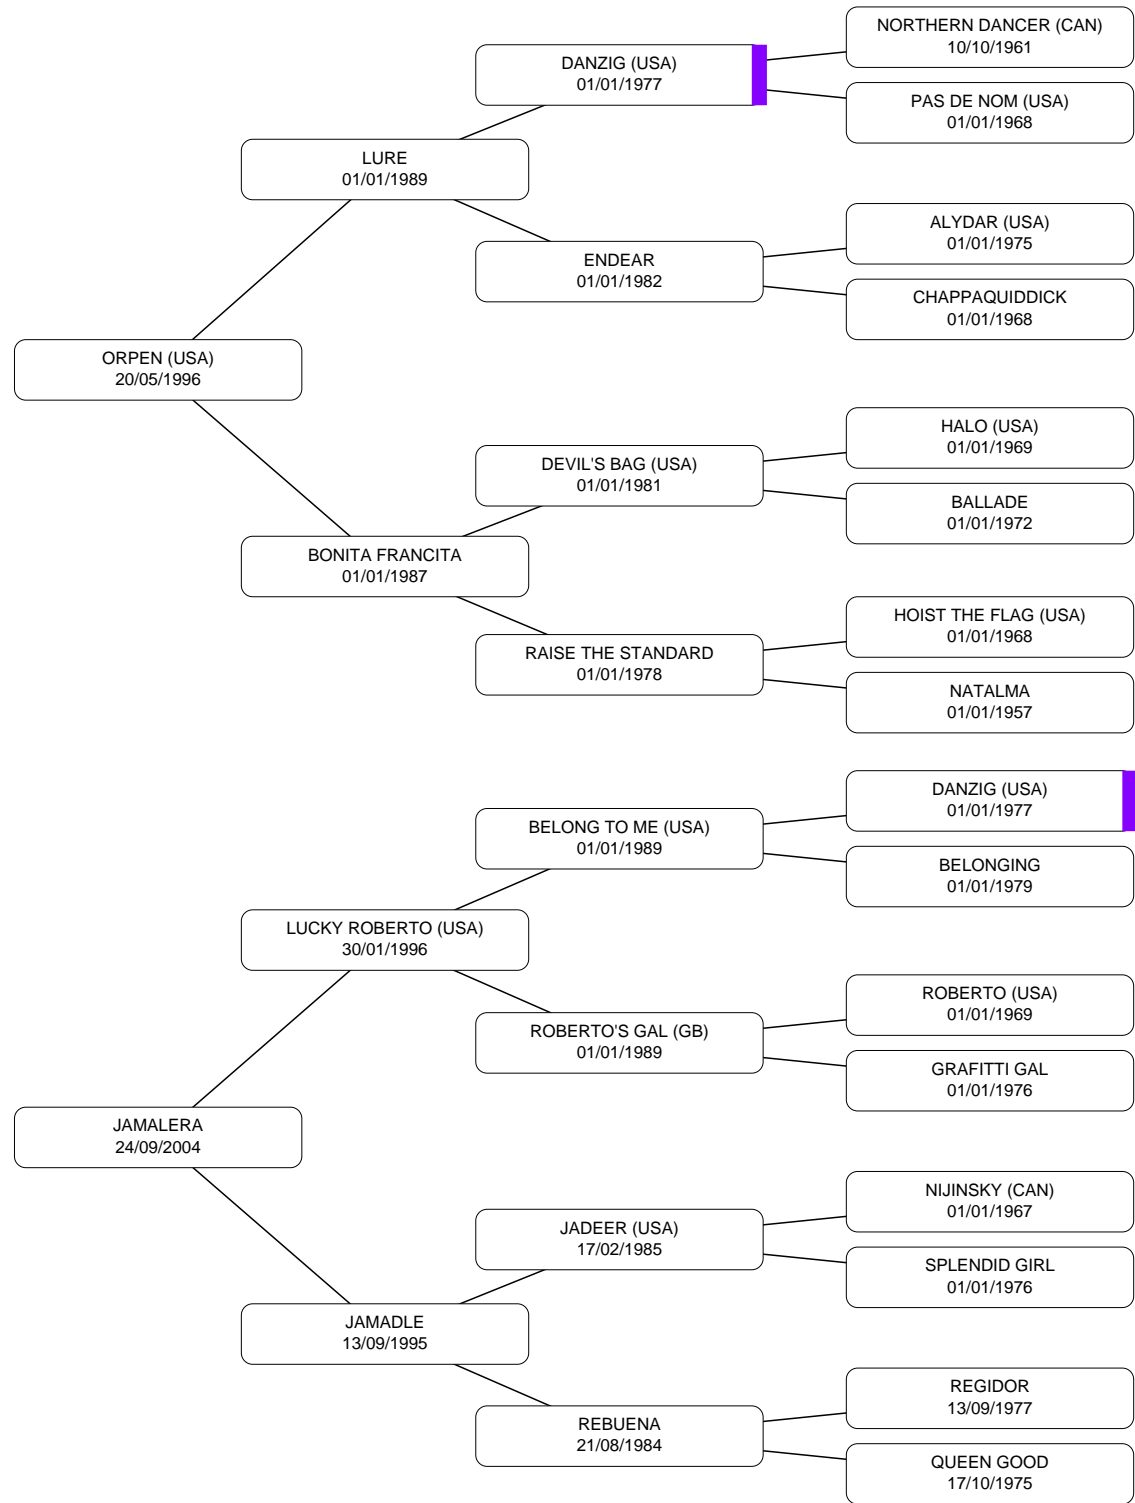 NORTHERN DANCER (CAN)
10/10/1961
DANZIG (USA)
01/01/1977
PAS DE NOM (USA)
01/01/1968
LURE
01/01/1989
ALYDAR (USA)
01/01/1975
ENDEAR
01/01/1982
CHAPPAQUIDDICK
01/01/1968
ORPEN (USA)
20/05/1996
HALO (USA)
01/01/1969
DEVIL'S BAG (USA)
01/01/1981
BALLADE
01/01/1972
BONITA FRANCITA
01/01/1987
HOIST THE FLAG (USA)
01/01/1968
RAISE THE STANDARD
01/01/1978
NATALMA
01/01/1957
DANZIG (USA)
01/01/1977
BELONG TO ME (USA)
01/01/1989
BELONGING
01/01/1979
LUCKY ROBERTO (USA)
30/01/1996
ROBERTO (USA)
01/01/1969
ROBERTO'S GAL (GB)
01/01/1989
GRAFITTI GAL
01/01/1976
JAMALERA
24/09/2004
NIJINSKY (CAN)
01/01/1967
JADEER (USA)
17/02/1985
SPLENDID GIRL
01/01/1976
JAMADLE
13/09/1995
REGIDOR
13/09/1977
REBUENA
21/08/1984
QUEEN GOOD
17/10/1975